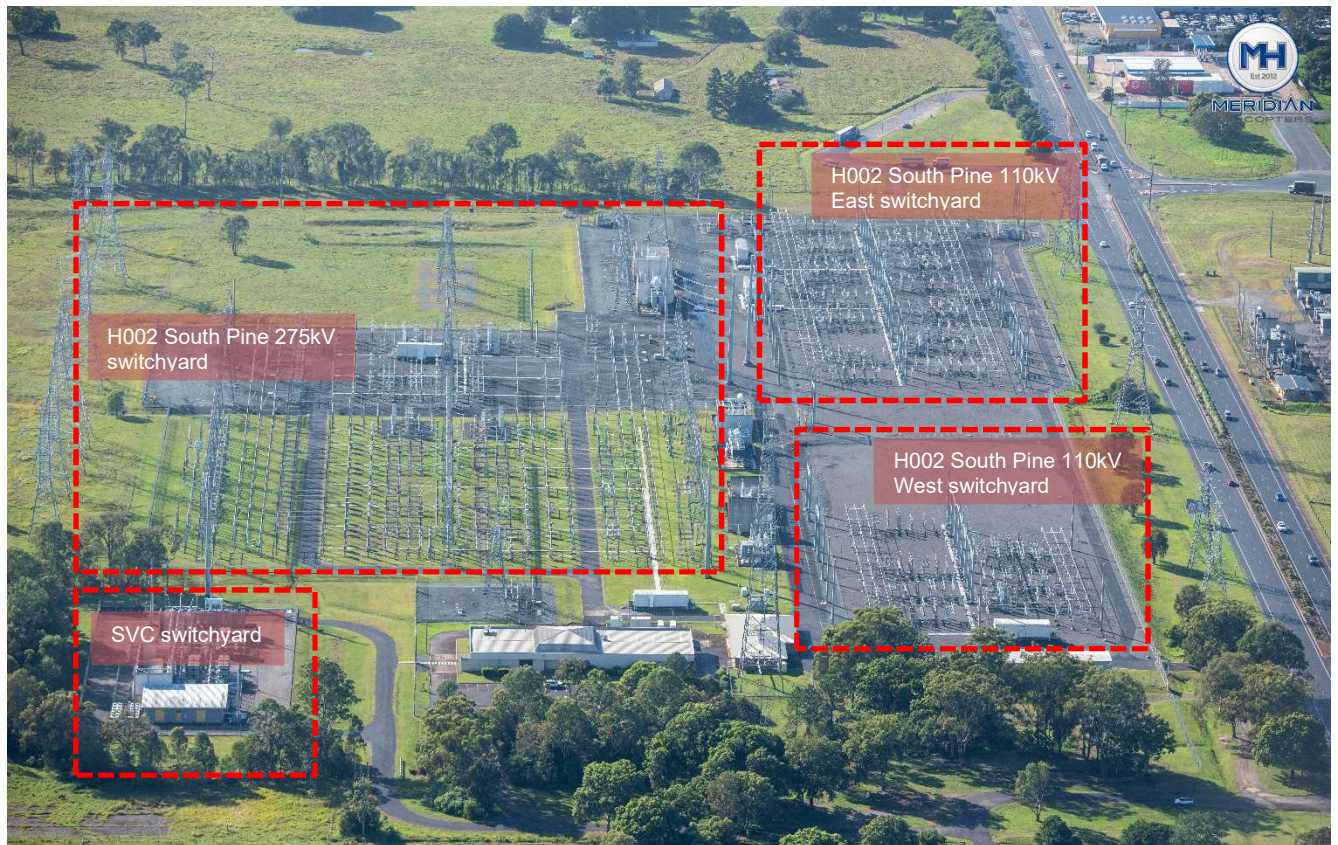 MH
Est 2012
MERIDIAN
H002 South Pine 110kV
East switchyard
H002 South Pine 275kV
switchyard
H002 South Pine 110kV
West switchyard
SVC switchyard